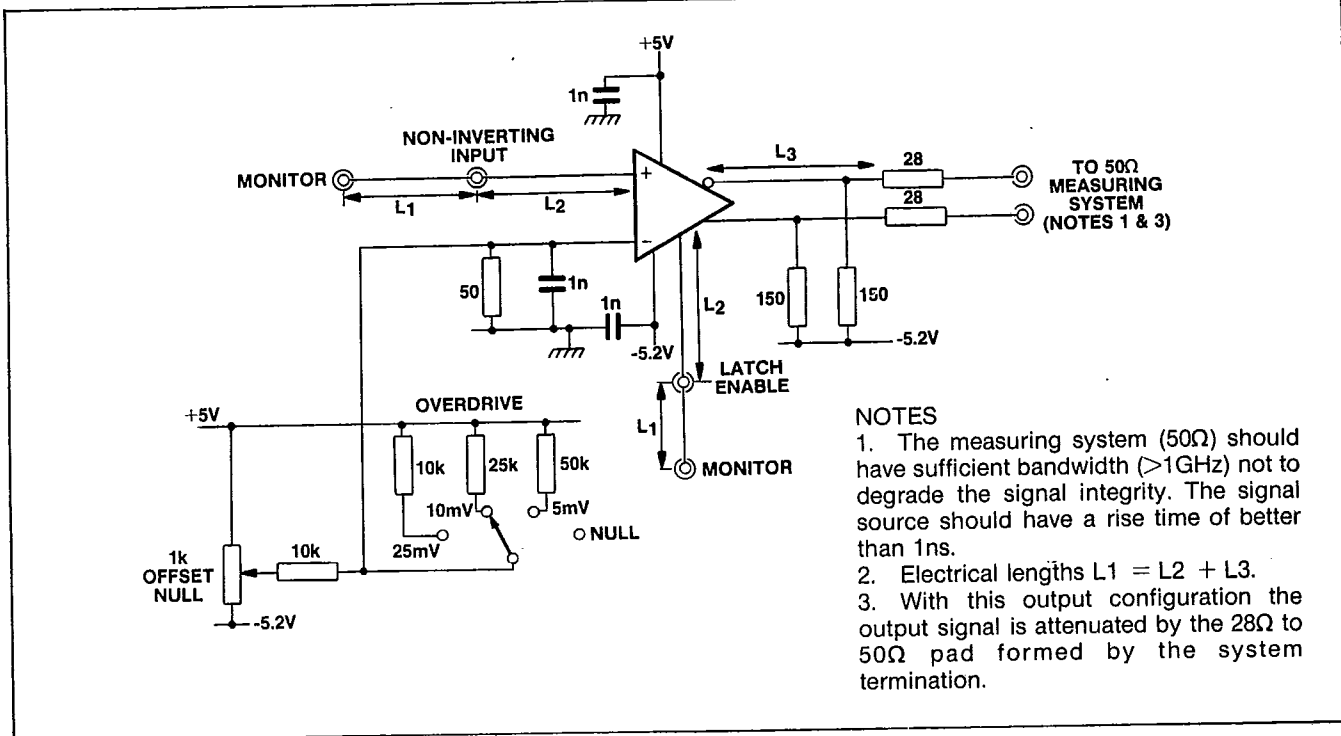 +5V
1n
NON-INVERTING
INPUT
MONITOR
L1
L2
+
−
L3
28
28
TO 50Ω
MEASURING
SYSTEM
(NOTES 1 & 3)
50
1n
1n
-5.2V
L2
150
150
-5.2V
LATCH
ENABLE
L1
MONITOR
+5V
OVERDRIVE
10k
25k
50k
10mV
5mV
25mV
NULL
1k
OFFSET
NULL
10k
-5.2V
NOTES
1. The measuring system (50Ω) should
have sufficient bandwidth (>1GHz) not to
degrade the signal integrity. The signal
source should have a rise time of better
than 1ns.
2. Electrical lengths L1 = L2 + L3.
3. With this output configuration the
output signal is attenuated by the 28Ω to
50Ω pad formed by the system
termination.